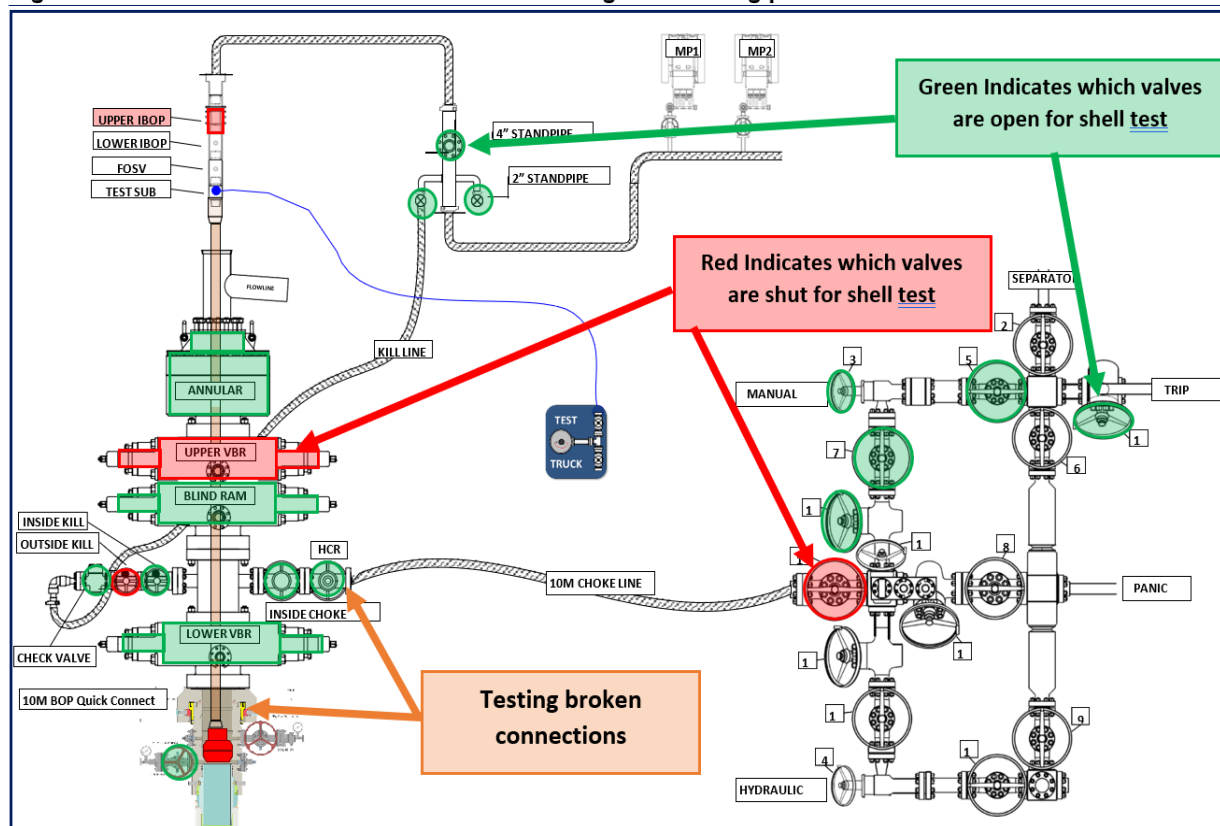 MP1
MP2
Green Indicates which valves
are open for shell test
UPPER IBOP
LOWER IBOP
FOSV
TEST SUB
4" STANDPIPE
2" STANDPIPE
Red Indicates which valves
are shut for shell test
FLOWLINE
SEPARATOR
2
KILL LINE
3
5
MANUAL
TRIP
ANNULAR
TEST
TRUCK
1
6
UPPER VBR
7
BLIND RAM
INSIDE KILL
OUTSIDE KILL
1
1
HCR
8
10M CHOKE LINE
PANIC
INSIDE CHOKE
LOWER VBR
CHECK VALVE
1
1
10M BOP Quick Connect
Testing broken
connections
1
9
4
1
HYDRAULIC